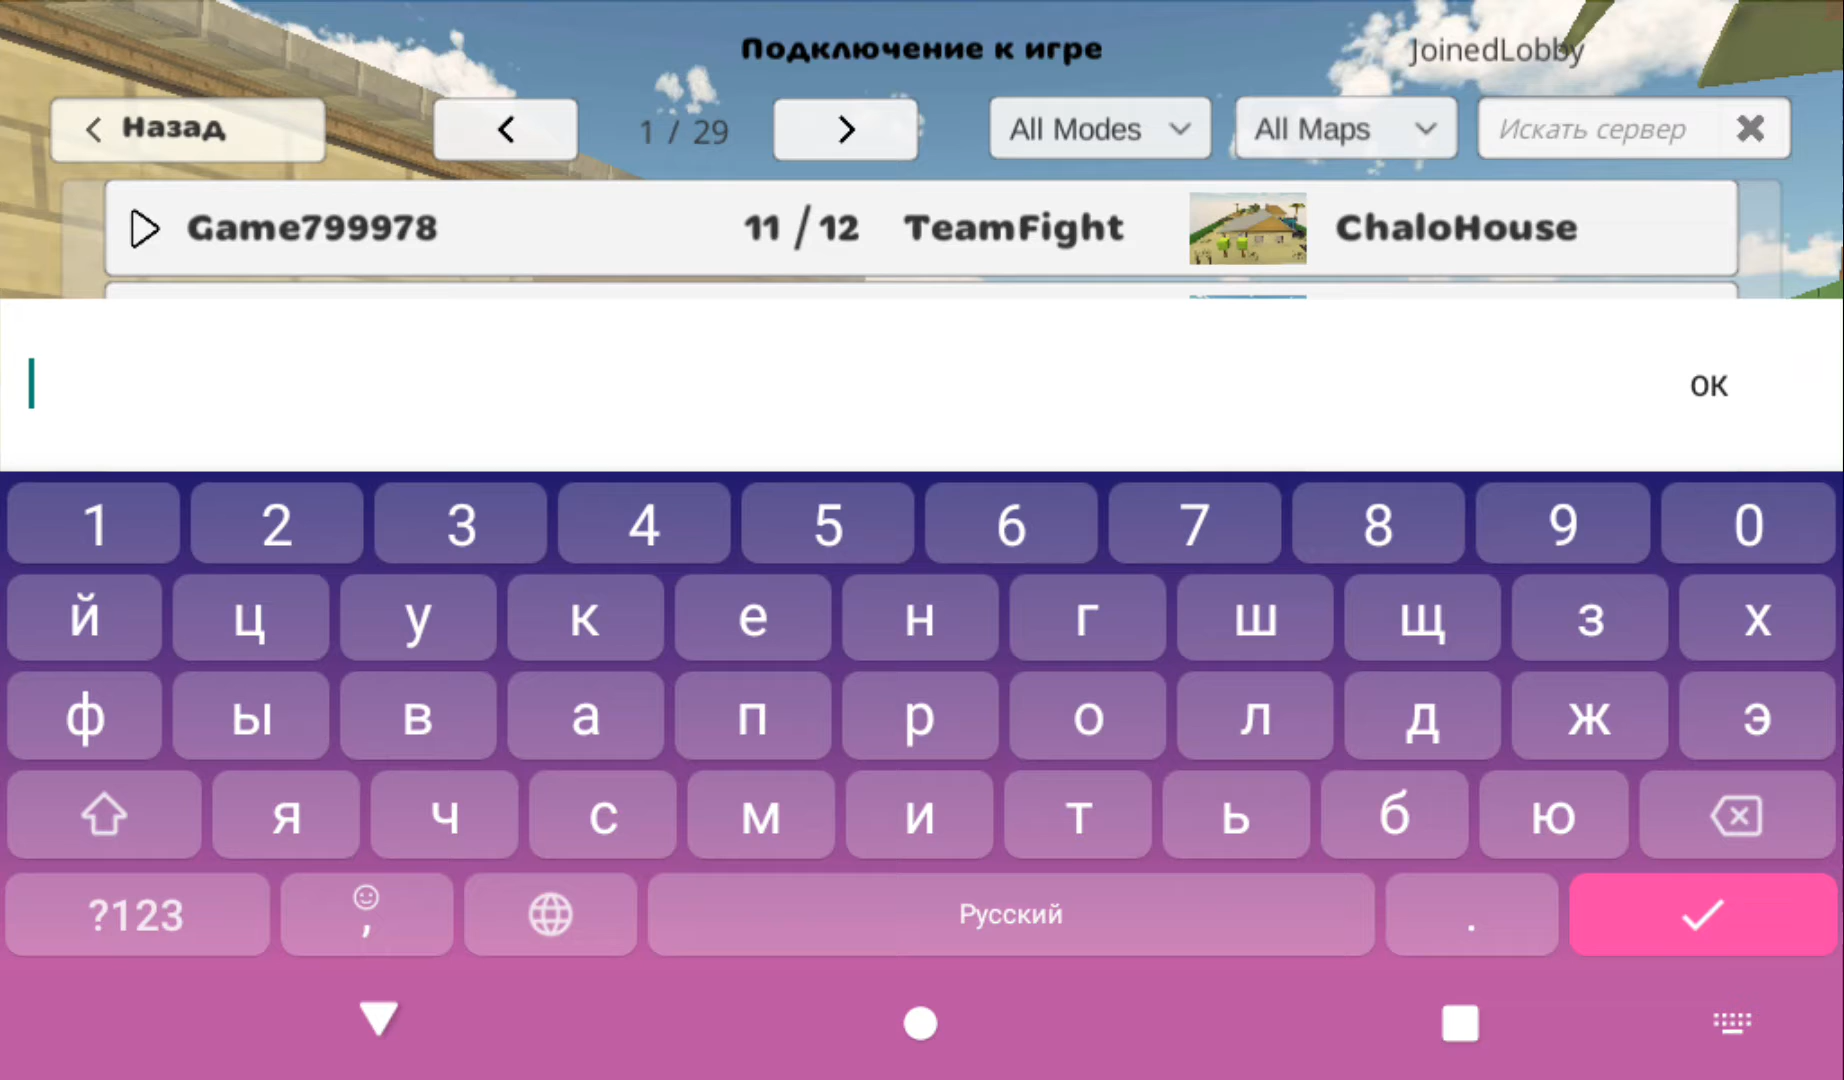 Подключение к игре
JoinedLobby
Назад
1 / 29
All Modes
All Maps
Искать сервер
Game799978 11 / 12 TeamFight ChaloHouse
ОК
1 2 3 4 5 6 7 8 9 0
й ц у к е н г ш щ з х
ф ы в а п р о л д ж э
я ч с м и т ь б ю
?123 , Русский .